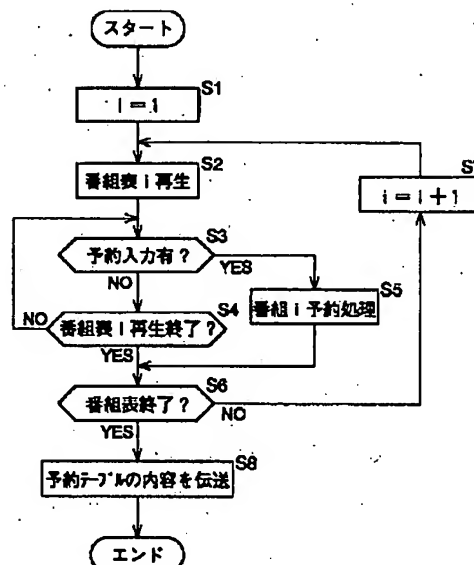 スタート
S1
i = 1
S2
番組表 i 再生
S7
i = i + 1
S3
予約入力有?
YES
NO
S4
番組表 i 再生終了?
NO
YES
S5
番組 i 予約処理
S6
番組表終了?
NO
YES
S8
予約テーブルの内容を伝送
エンド